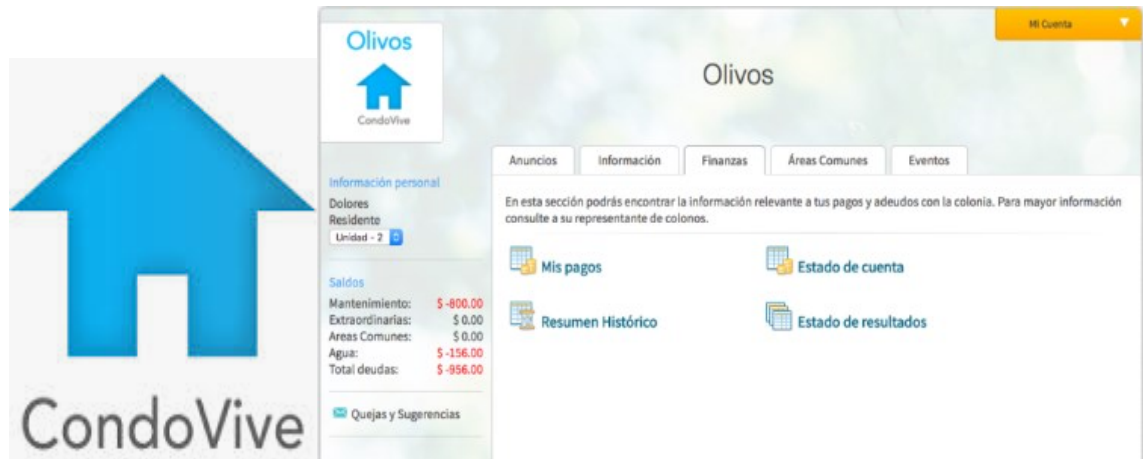 CondoVive
Olivos
CondoVive
Mi Cuenta
Olivos
Anuncios
Información
Finanzas
Áreas Comunes
Eventos
Información personal
Dolores
Residente
Unidad - 2
Saldos
Mantenimiento: $ -800.00
Extraordinarias: $ 0.00
Areas Comunes: $ 0.00
Agua: $ -156.00
Total deudas: $ -956.00
Quejas y Sugerencias
En esta sección podrás encontrar la información relevante a tus pagos y adeudos con la colonia. Para mayor información
consulte a su representante de colonos.
Mis pagos
Estado de cuenta
Resumen Histórico
Estado de resultados